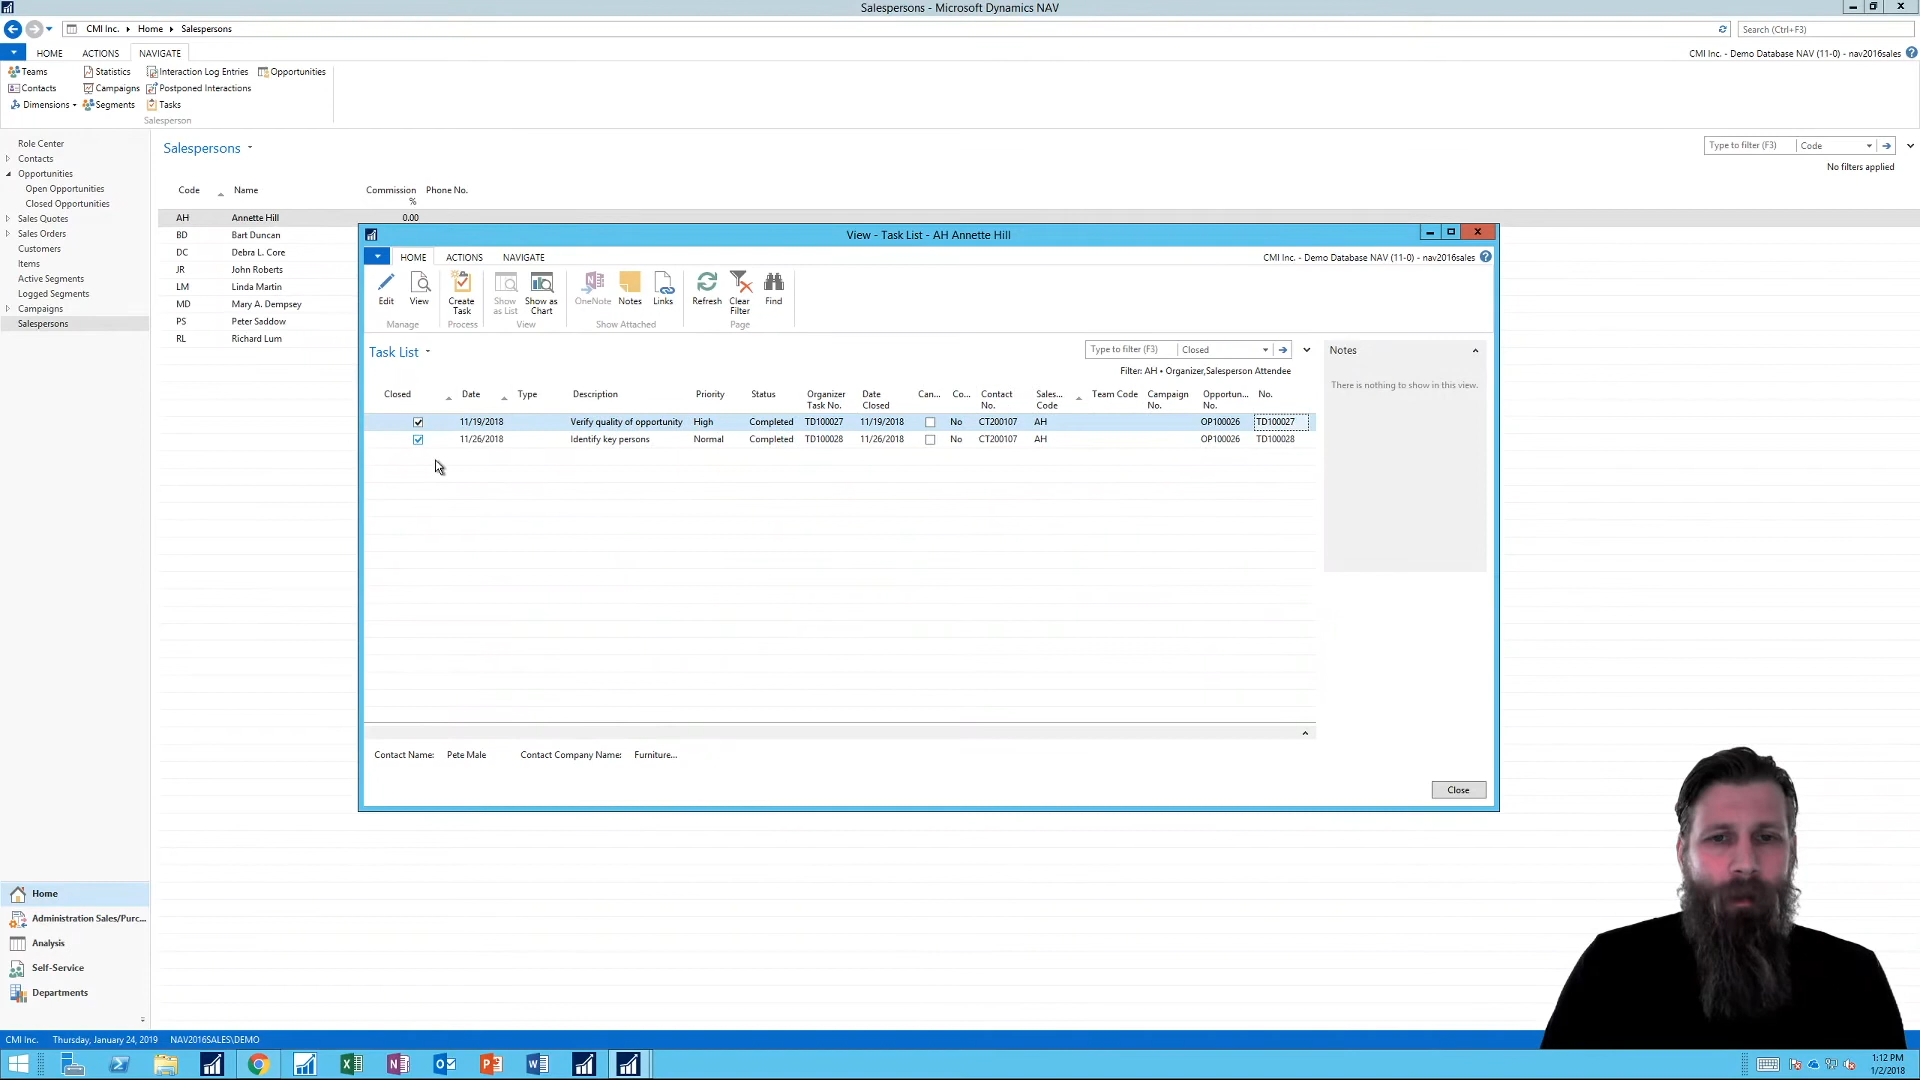 Salespersons - Microsoft Dynamics NAV
CMI Inc. Home Salespersons
Search (Ctrl+F3)
HOME ACTIONS NAVIGATE
CMI Inc. - Demo Database NAV (11-0) - nav2016sales
Teams Statistics Interaction Log Entries Opportunities
Contacts Campaigns Postponed Interactions
Dimensions Segments Tasks
Salesperson
Role Center
Contacts
Opportunities
Open Opportunities
Closed Opportunities
Sales Quotes
Sales Orders
Customers
Items
Active Segments
Logged Segments
Campaigns
Salespersons
Salespersons
Type to filter (F3) Code
No filters applied
Code Name Commission % Phone No.
AH Annette Hill 0.00
BD Bart Duncan
DC Debra L. Core
JR John Roberts
LM Linda Martin
MD Mary A. Dempsey
PS Peter Saddow
RL Richard Lum
View - Task List - AH Annette Hill
HOME ACTIONS NAVIGATE
CMI Inc. - Demo Database NAV (11-0) - nav2016sales
Edit View Create Task Show as List Show as Chart OneNote Notes Links Refresh Clear Filter Find
Manage Process View Show Attached Page
Task List
Type to filter (F3) Closed
Filter: AH • Organizer,Salesperson Attendee
Closed Date Type Description Priority Status Organizer Task No. Date Closed Can... Co... Contact No. Sales... Code Team Code Campaign No. Opportun... No. No.
11/19/2018 Verify quality of opportunity High Completed TD100027 11/19/2018 No CT200107 AH OP100026 TD100027
11/26/2018 Identify key persons Normal Completed TD100028 11/26/2018 No CT200107 AH OP100026 TD100028
Notes
There is nothing to show in this view.
Contact Name: Pete Male Contact Company Name: Furniture...
Close
Home
Administration Sales/Purc...
Analysis
Self-Service
Departments
CMI Inc. Thursday, January 24, 2019 NAV2016SALES\DEMO
1:12 PM
1/2/2018